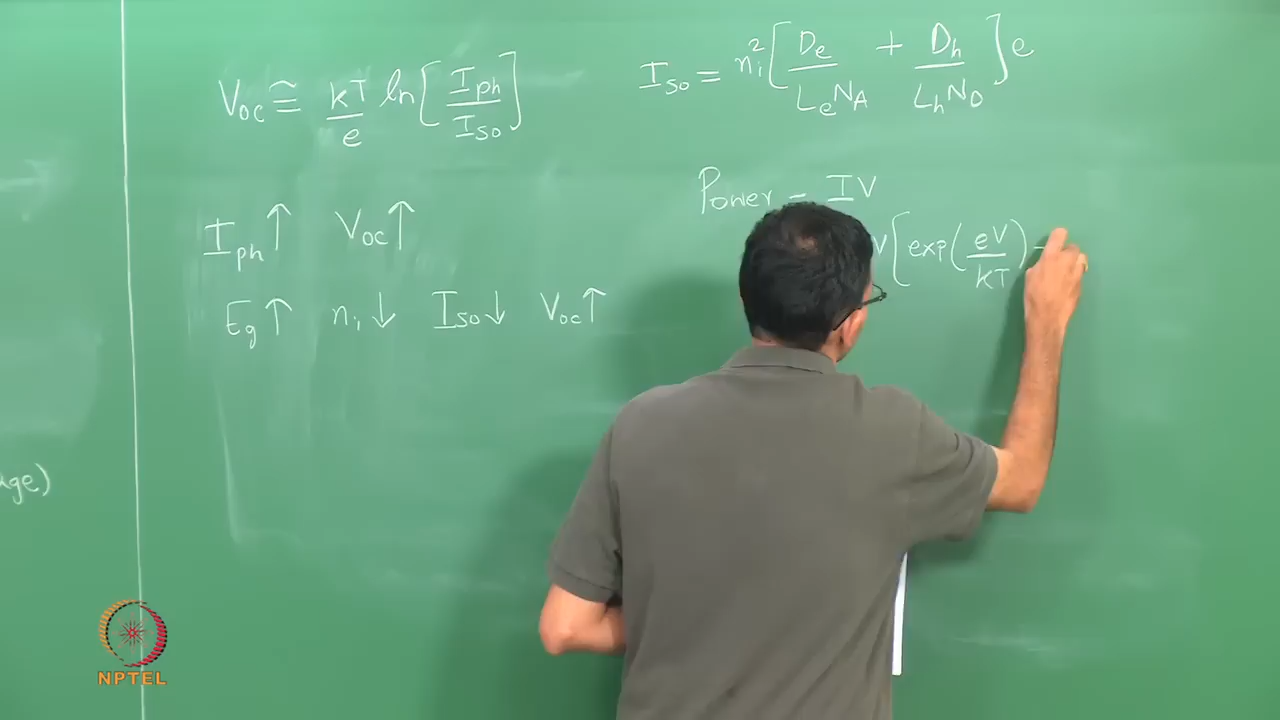 Voc ≅ kT/e ln[Iph/Iso]
Iso = ni²[De/LeNA + Dh/LhND]e
Iph↑ Voc↑
Eg↑ ni↓ Iso↓ Voc↑
Power = IV
V[exp(eV/kT) -
age)
NPTEL